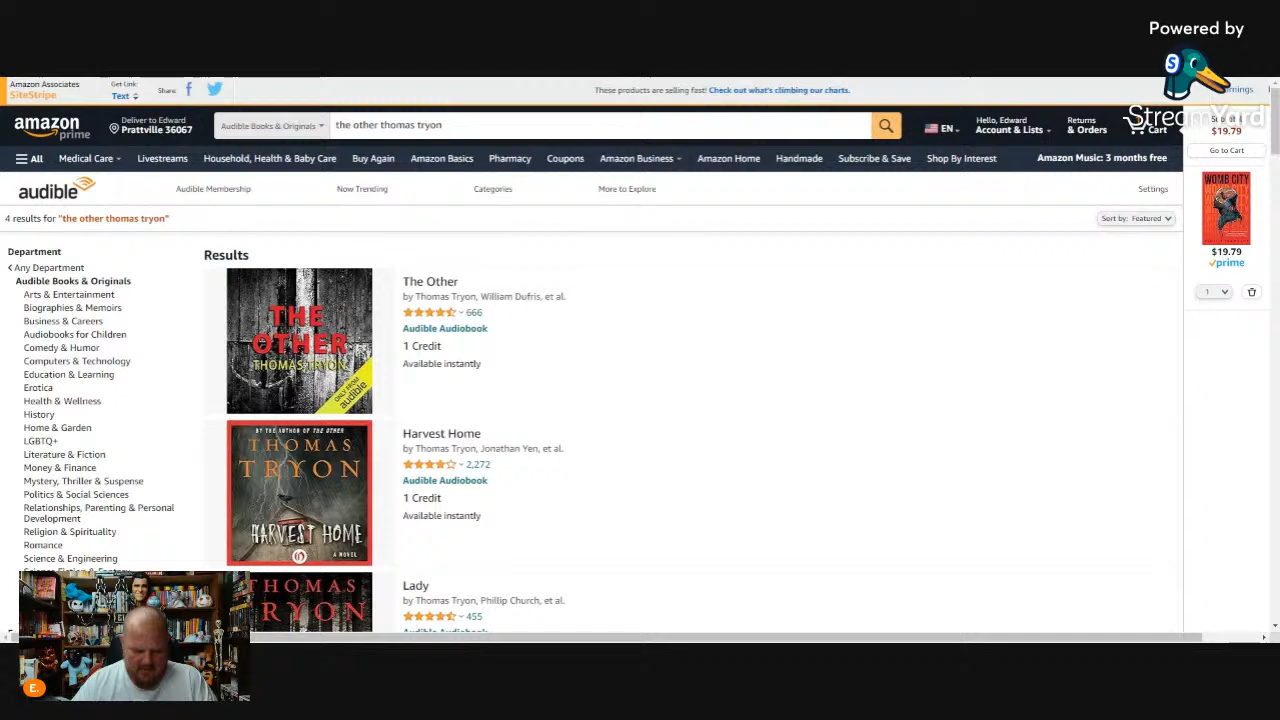 Powered by
StreamYard
Amazon Associates
SiteStripe
Get Link:
Text
Share:
These products are selling fast! Check out what's climbing our charts.
amazon
prime
Deliver to Edward
Prattville 36067
Audible Books & Originals
the other thomas tryon
EN
Hello, Edward
Account & Lists
Returns
& Orders
Cart
$19.79
Go to Cart
All
Medical Care
Livestreams
Household, Health & Baby Care
Buy Again
Amazon Basics
Pharmacy
Coupons
Amazon Business
Amazon Home
Handmade
Subscribe & Save
Shop By Interest
Amazon Music: 3 months free
audible
Audible Membership
Now Trending
Categories
More to Explore
Settings
4 results for "the other thomas tryon"
Sort by: Featured
WOMB CITY
$19.79
prime
1
Department
Any Department
Audible Books & Originals
Arts & Entertainment
Biographies & Memoirs
Business & Careers
Audiobooks for Children
Comedy & Humor
Computers & Technology
Education & Learning
Erotica
Health & Wellness
History
Home & Garden
LGBTQ+
Literature & Fiction
Money & Finance
Mystery, Thriller & Suspense
Politics & Social Sciences
Relationships, Parenting & Personal
Development
Religion & Spirituality
Romance
Science & Engineering
Results
THE
OTHER
THOMAS TRYON
ONLY FROM
audible
The Other
by Thomas Tryon, William Dufris, et al.
666
Audible Audiobook
1 Credit
Available instantly
BY THE AUTHOR OF THE OTHER
THOMAS
TRYON
HARVEST HOME
A NOVEL
Harvest Home
by Thomas Tryon, Jonathan Yen, et al.
2,272
Audible Audiobook
1 Credit
Available instantly
THOMAS
TRYON
Lady
by Thomas Tryon, Phillip Church, et al.
455
Audible Audiobook
E.